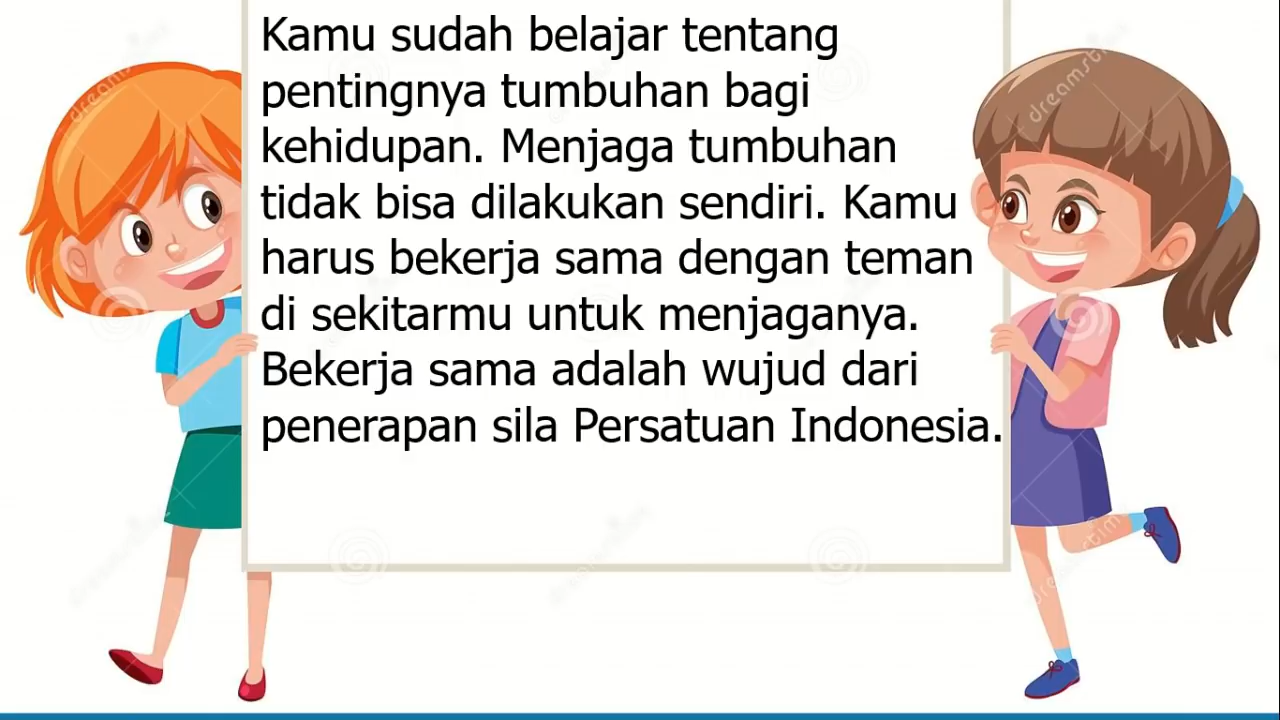 Kamu sudah belajar tentang
pentingnya tumbuhan bagi
kehidupan. Menjaga tumbuhan
tidak bisa dilakukan sendiri. Kamu
harus bekerja sama dengan teman
di sekitarmu untuk menjaganya.
Bekerja sama adalah wujud dari
penerapan sila Persatuan Indonesia.